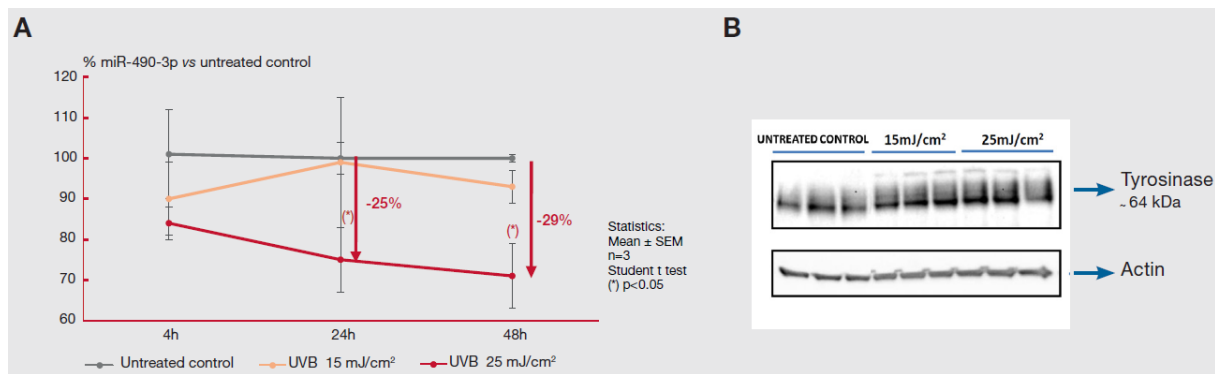 A
% miR-490-3p vs untreated control
120
110
100
90
80
70
60
(*)
-25%
(*)
-29%
4h
24h
48h
Untreated control
UVB 15 mJ/cm²
UVB 25 mJ/cm²
Statistics:
Mean ± SEM
n=3
Student t test
(*) p<0.05
B
UNTREATED CONTROL
15mJ/cm²
25mJ/cm²
Tyrosinase
~64 kDa
Actin